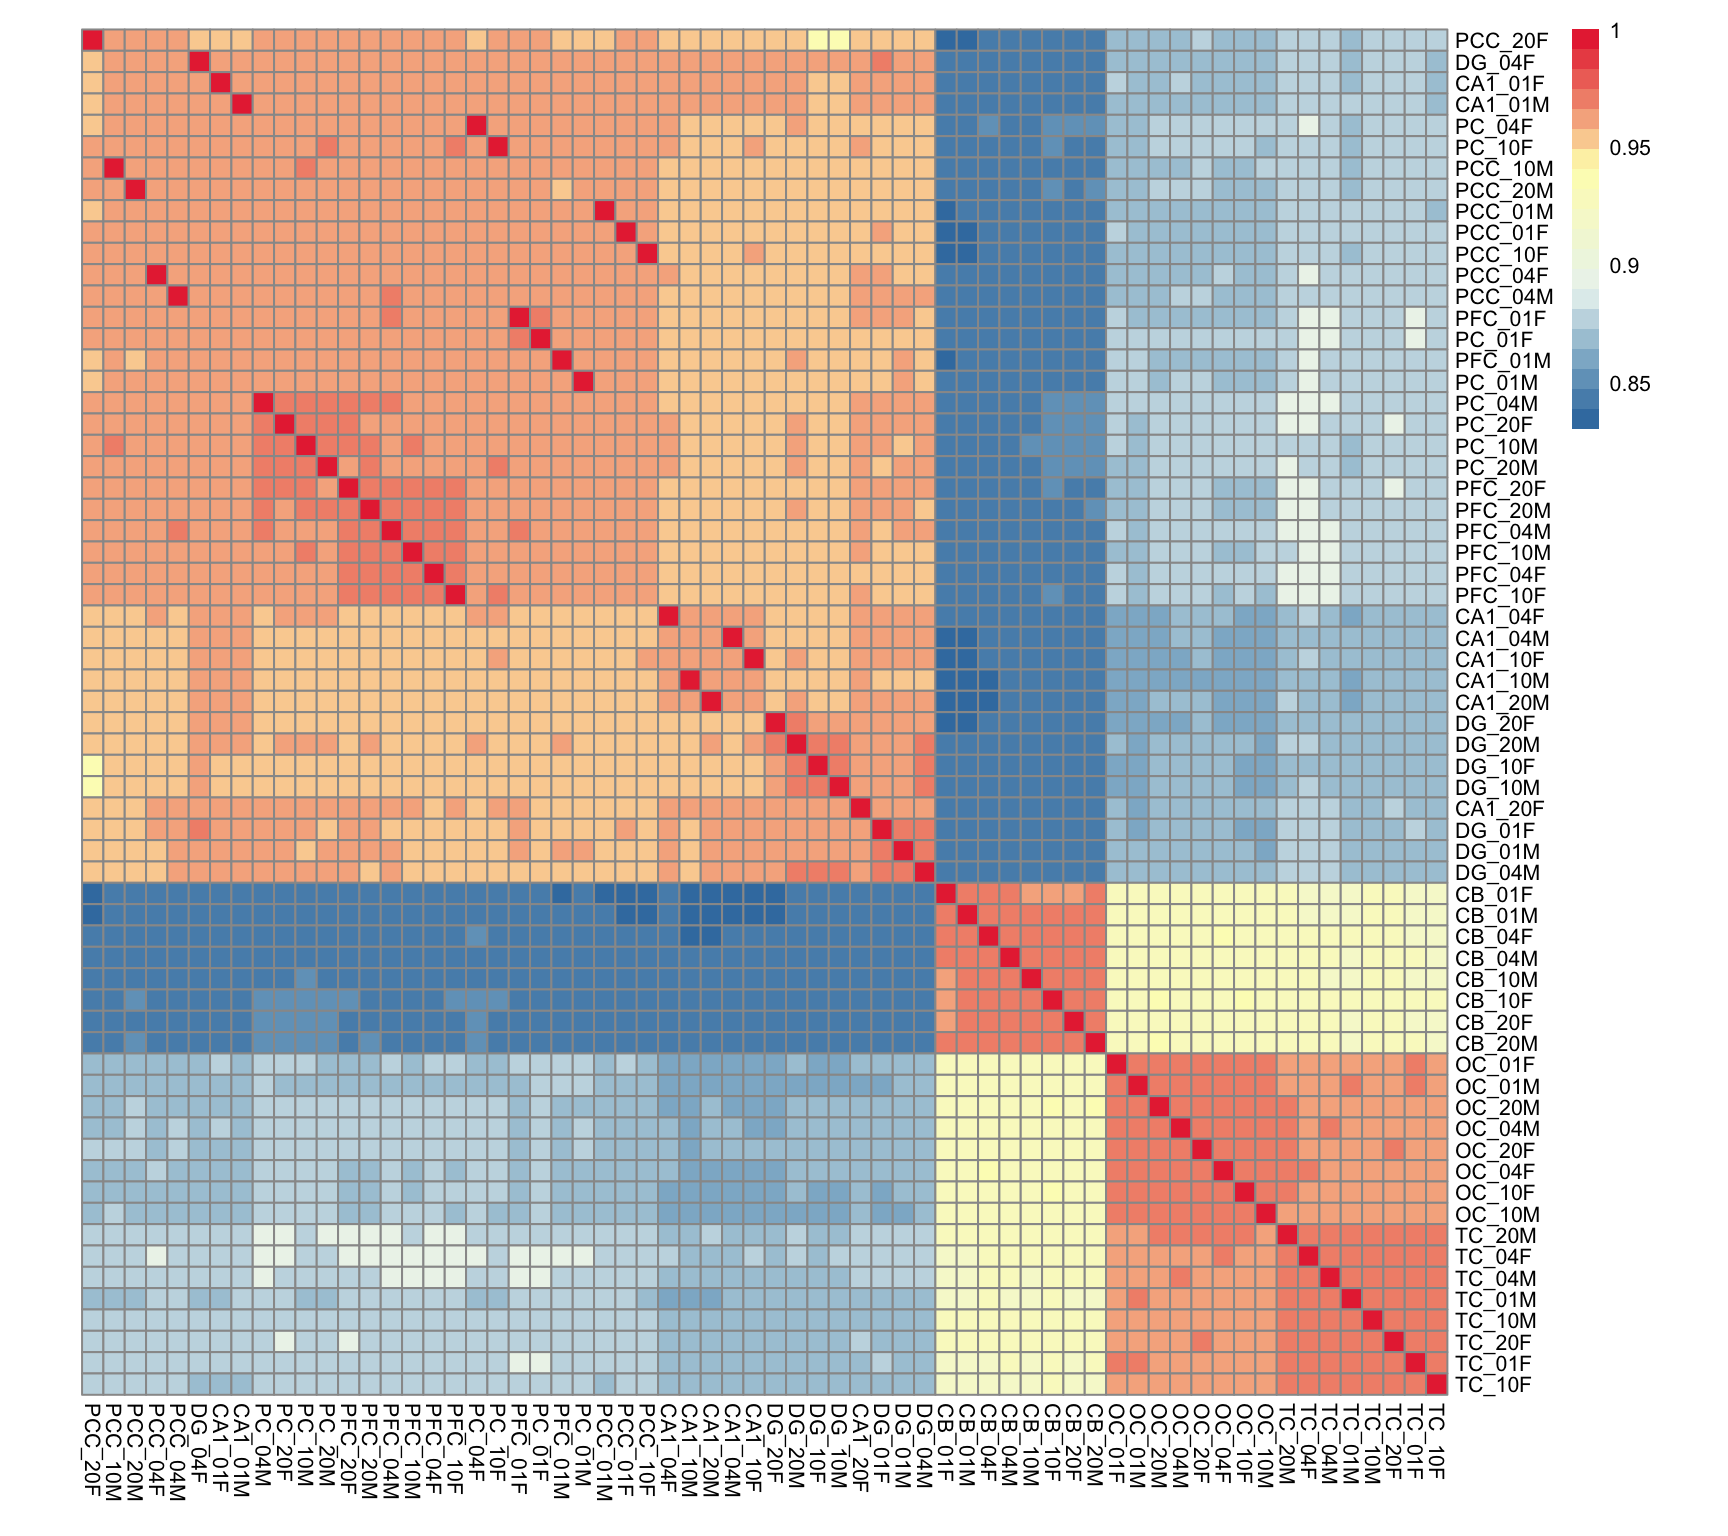 PCC_20F
DG_04F
CA1_01F
CA1_01M
PC_04F
PC_10F
PCC_10M
PCC_20M
PCC_01M
PCC_01F
PCC_10F
PCC_04F
PCC_04M
PFC_01F
PC_01F
PFC_01M
PC_01M
PC_04M
PC_20F
PC_10M
PC_20M
PFC_20F
PFC_20M
PFC_04M
PFC_10M
PFC_04F
PFC_10F
CA1_04F
CA1_04M
CA1_10F
CA1_10M
CA1_20M
DG_20F
DG_20M
DG_10F
DG_10M
CA1_20F
DG_01F
DG_01M
DG_04M
CB_01F
CB_01M
CB_04F
CB_04M
CB_10M
CB_10F
CB_20F
CB_20M
OC_01F
OC_01M
OC_20M
OC_04M
OC_20F
OC_04F
OC_10F
OC_10M
TC_20M
TC_04F
TC_04M
TC_01M
TC_10M
TC_20F
TC_01F
TC_10F
1
0.95
0.9
0.85
PCC_20F
PCC_10M
PCC_20M
PCC_04F
PCC_04M
DG_04F
CA1_01F
CA1_01M
PC_04M
PC_20F
PC_10M
PC_20M
PFC_20F
PFC_20M
PFC_04M
PFC_10M
PFC_04F
PFC_10F
PC_04F
PC_10F
PFC_01F
PC_01F
PFC_01M
PC_01M
PCC_01M
PCC_01F
PCC_10F
CA1_04F
CA1_10M
CA1_20M
CA1_04M
CA1_10F
DG_20F
DG_20M
DG_10F
DG_10M
CA1_20F
DG_01F
DG_01M
DG_04M
CB_01F
CB_01M
CB_04F
CB_04M
CB_10M
CB_10F
CB_20F
CB_20M
OC_01F
OC_01M
OC_20M
OC_04M
OC_20F
OC_04F
OC_10F
OC_10M
TC_20M
TC_04F
TC_04M
TC_01M
TC_10M
TC_20F
TC_01F
TC_10F